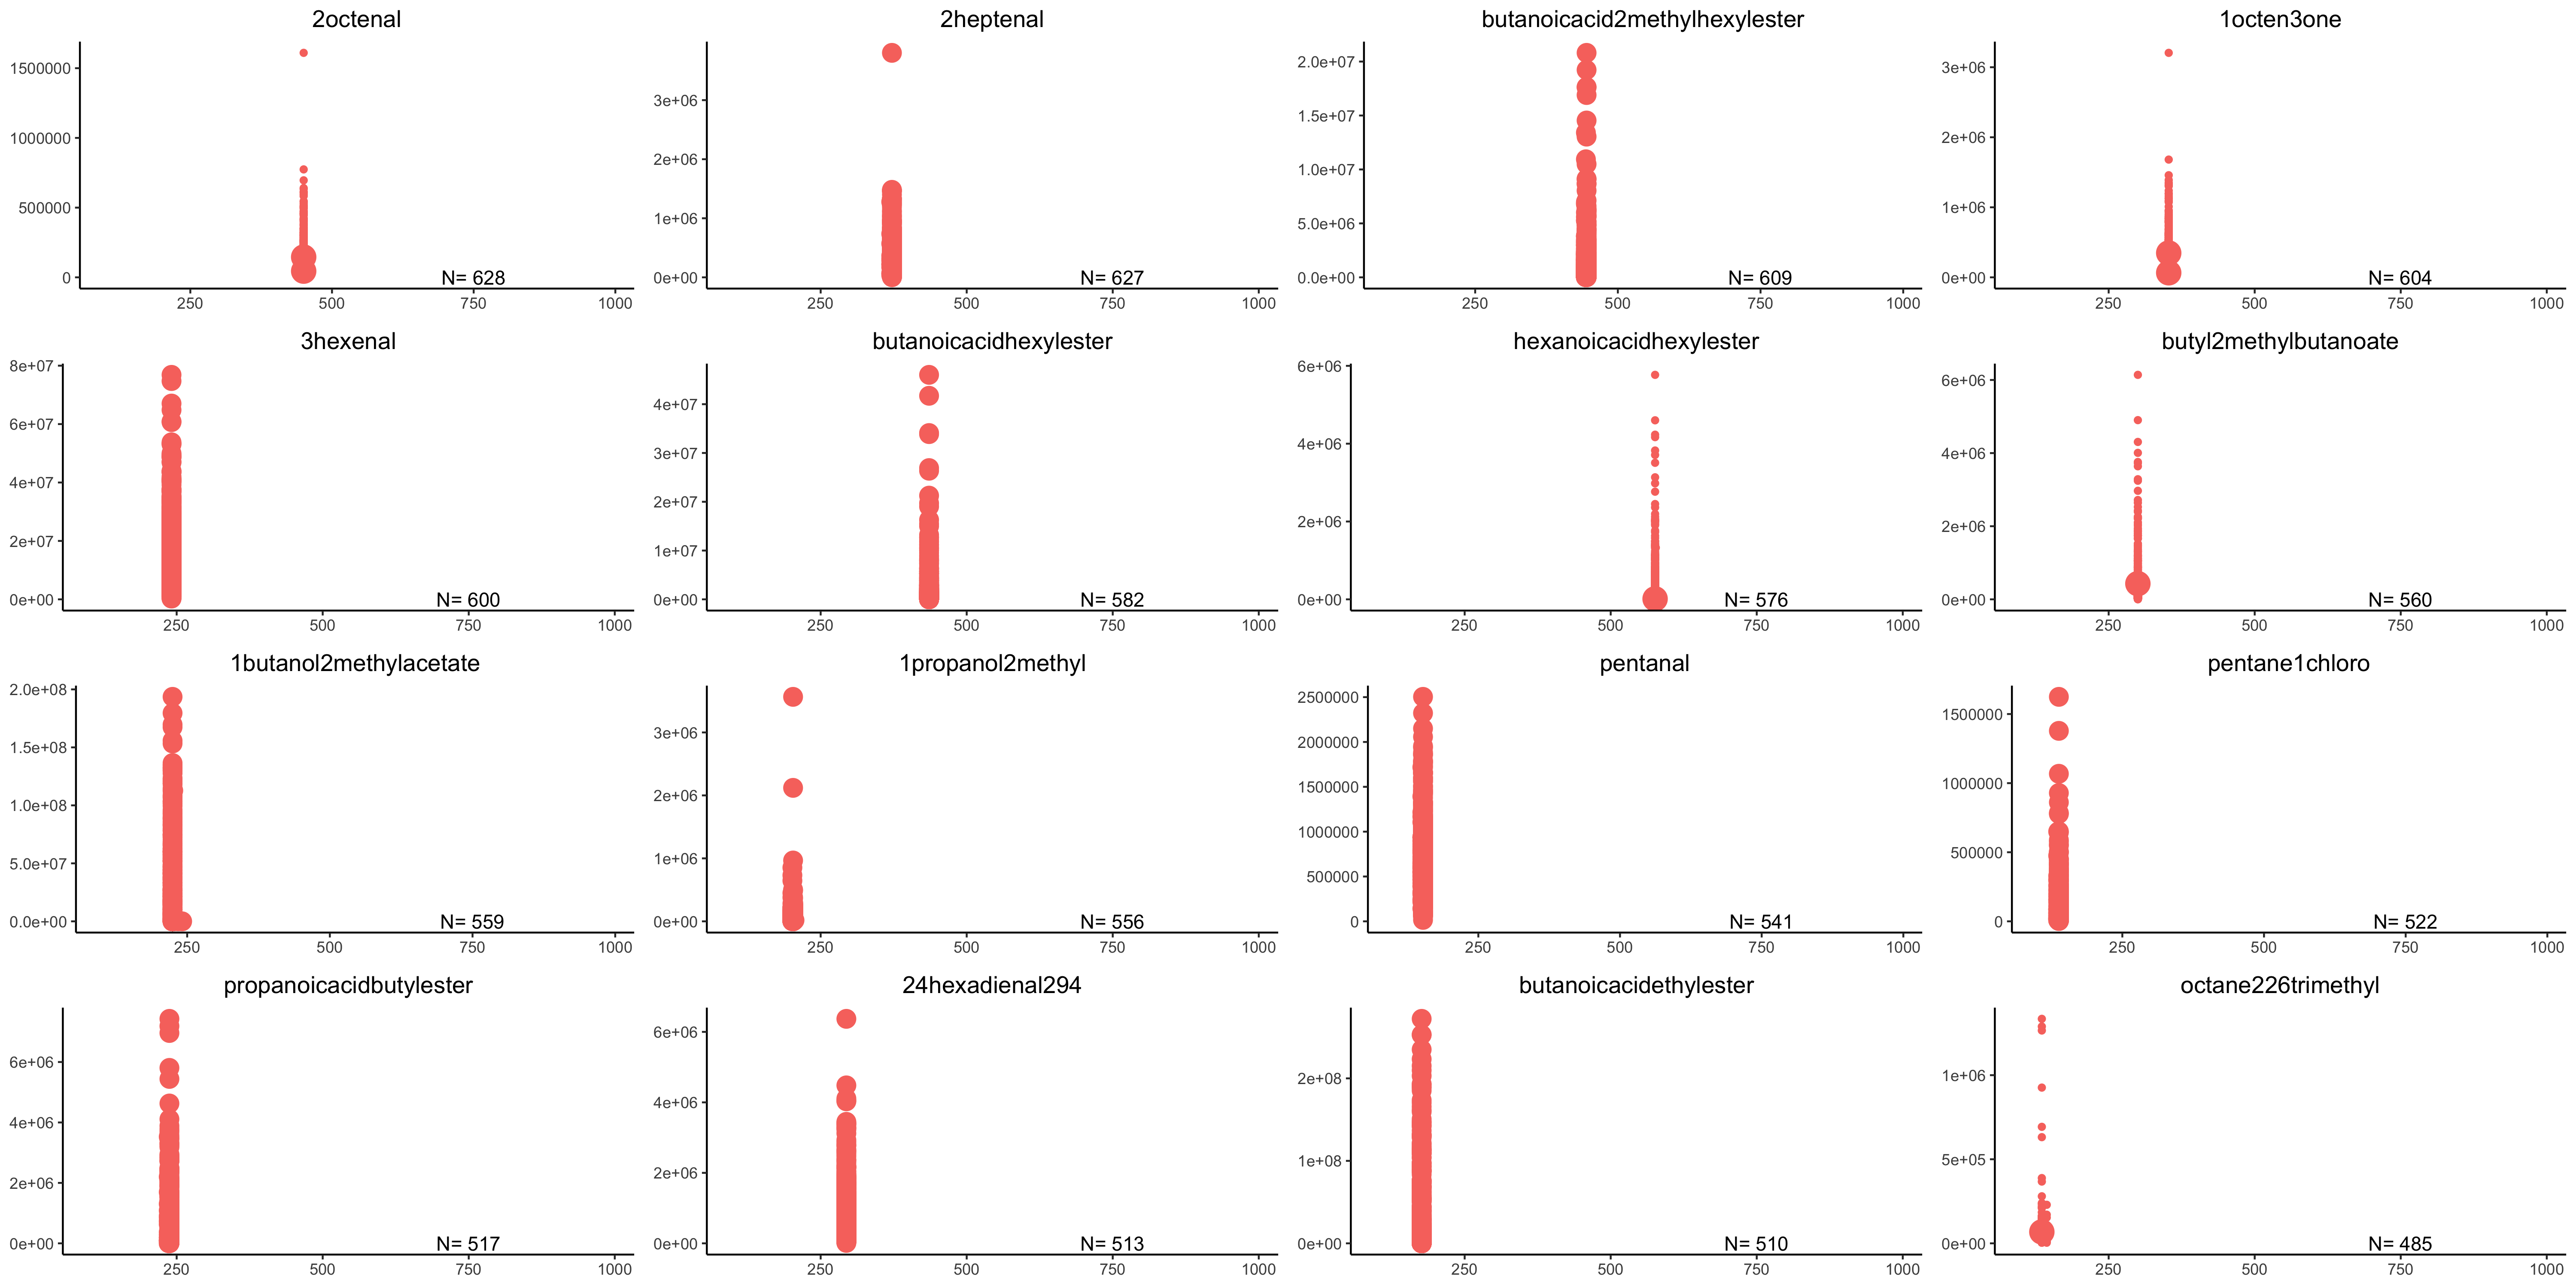 2octenal
2heptenal
butanoicacid2methylhexylester
1octen3one
1500000
1000000
500000
0
N= 628
250
500
750
1000
3e+06
2e+06
1e+06
0e+00
N= 627
250
500
750
1000
2.0e+07
1.5e+07
1.0e+07
5.0e+06
0.0e+00
N= 609
250
500
750
1000
3e+06
2e+06
1e+06
0e+00
N= 604
250
500
750
1000
3hexenal
butanoicacidhexylester
hexanoicacidhexylester
butyl2methylbutanoate
8e+07
6e+07
4e+07
2e+07
0e+00
N= 600
250
500
750
1000
4e+07
3e+07
2e+07
1e+07
0e+00
N= 582
250
500
750
1000
6e+06
4e+06
2e+06
0e+00
N= 576
250
500
750
1000
6e+06
4e+06
2e+06
0e+00
N= 560
250
500
750
1000
1butanol2methylacetate
1propanol2methyl
pentanal
pentane1chloro
2.0e+08
1.5e+08
1.0e+08
5.0e+07
0.0e+00
N= 559
250
500
750
1000
3e+06
2e+06
1e+06
0e+00
N= 556
250
500
750
1000
2500000
2000000
1500000
1000000
500000
0
N= 541
250
500
750
1000
1500000
1000000
500000
0
N= 522
250
500
750
1000
propanoicacidbutylester
24hexadienal294
butanoicacidethylester
octane226trimethyl
6e+06
4e+06
2e+06
0e+00
N= 517
250
500
750
1000
6e+06
4e+06
2e+06
0e+00
N= 513
250
500
750
1000
2e+08
1e+08
0e+00
N= 510
250
500
750
1000
1e+06
5e+05
0e+00
N= 485
250
500
750
1000